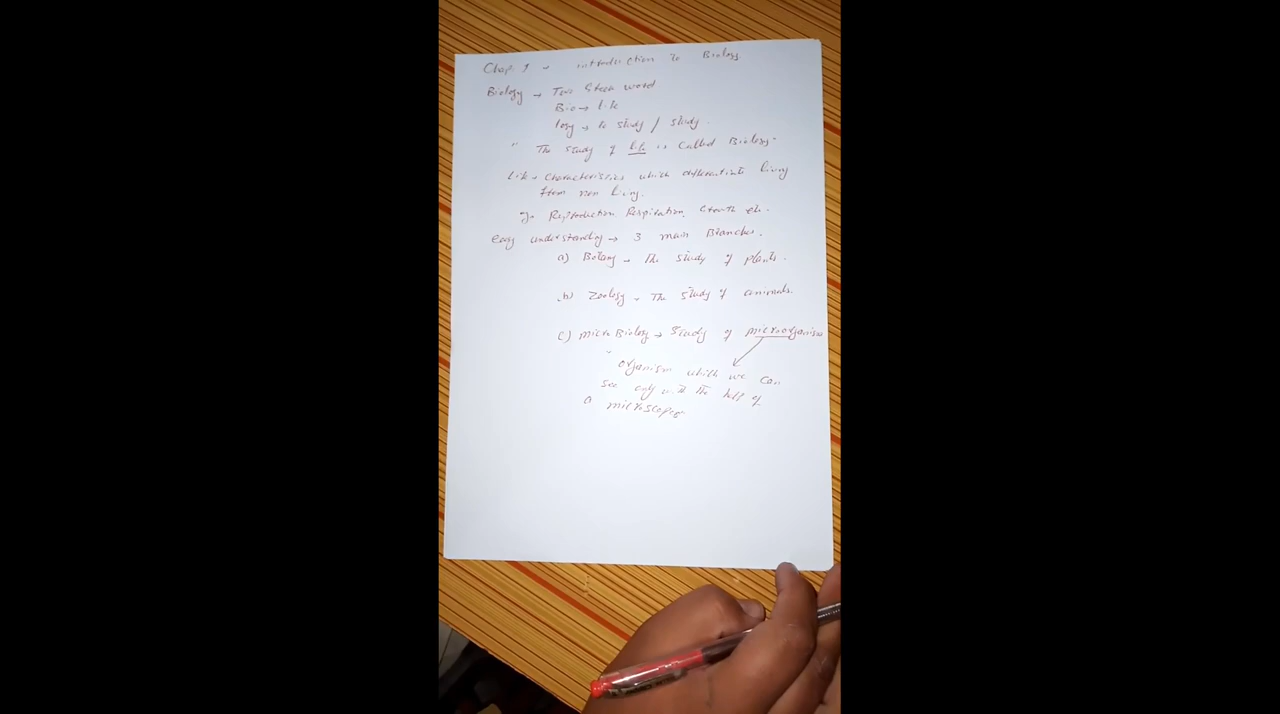 Chap. 1 → introduction to Biology.
Biology → Two Greek word
Bio → life
logy → to study / study.
" The study of life is called Biology "
Life → characteristics which differentiate living
from non living.
Reproduction Respiration, Growth etc.
easy understanding → 3 main Branches.
a) Botany → The study of plants.
b) Zoology → The study of animals.
c) micro Biology → study of microorganism
organism which we can
see only with the help of
a microscope